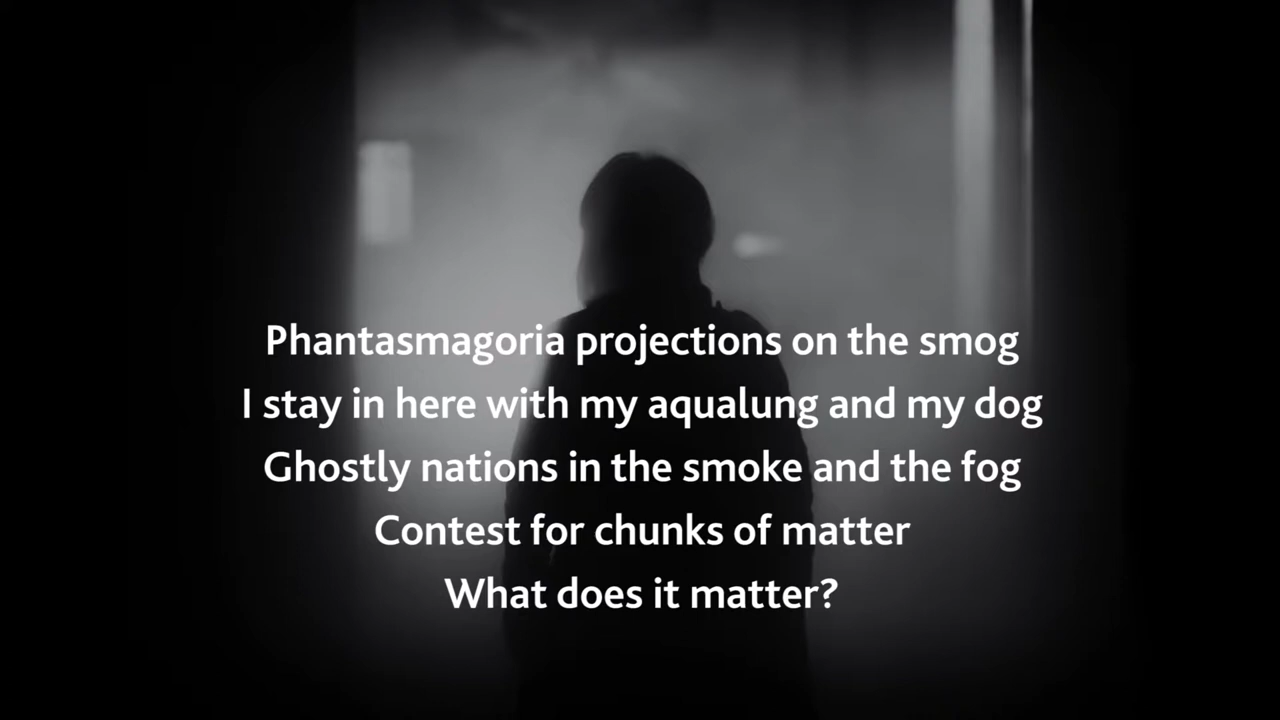 Phantasmagoria projections on the smog
I stay in here with my aqualung and my dog
Ghostly nations in the smoke and the fog
Contest for chunks of matter
What does it matter?